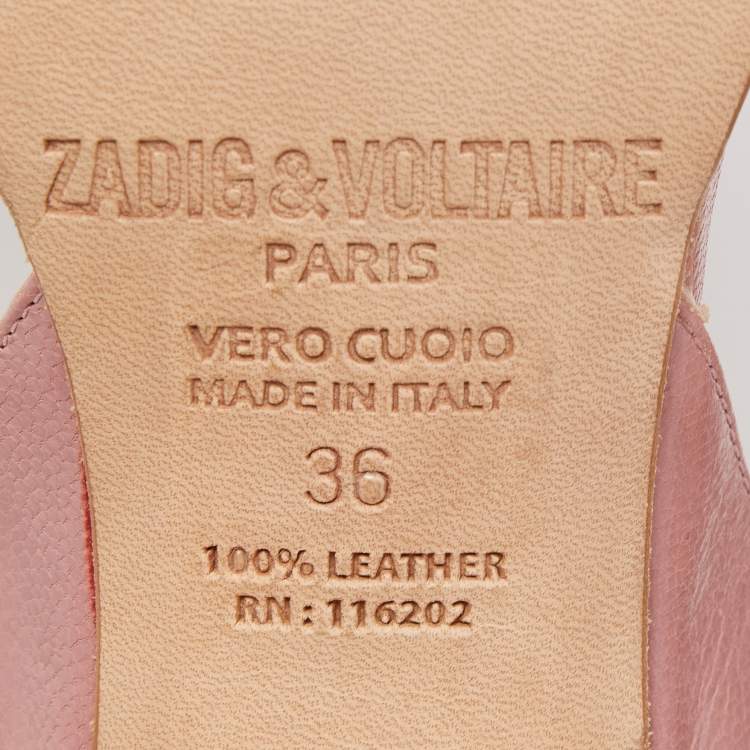 ZADIG & VOLTAIRE
PARIS
VERO CUOIO
MADE IN ITALY
36
100% LEATHER
RN : 116202